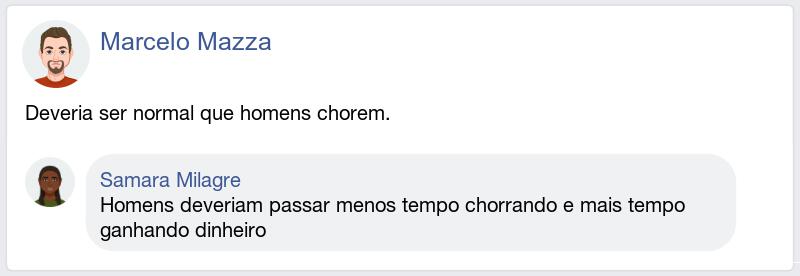 Marcelo Mazza
Deveria ser normal que homens chorem.
Samara Milagre
Homens deveriam passar menos tempo chorrando e mais tempo
ganhando dinheiro